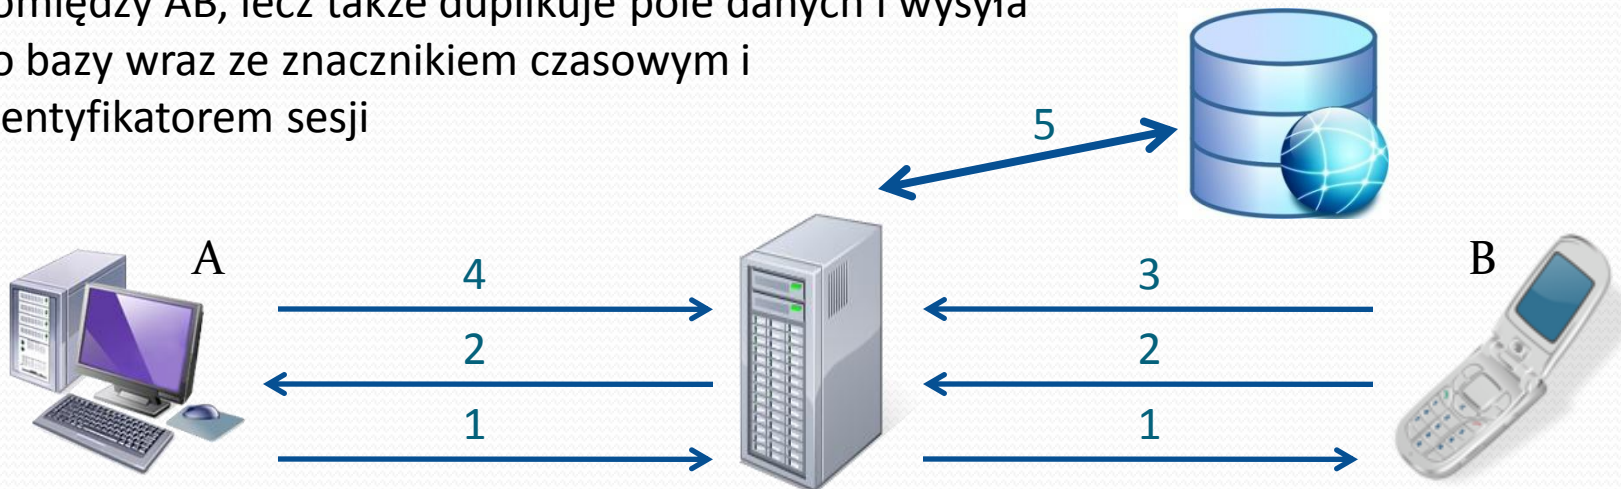 omiędzy AB, lecz także duplikuje pole danych i wysyła
o bazy wraz ze znacznikiem czasowym i
entyfikatorem sesji
5
A
B
4
3
2
2
1
1